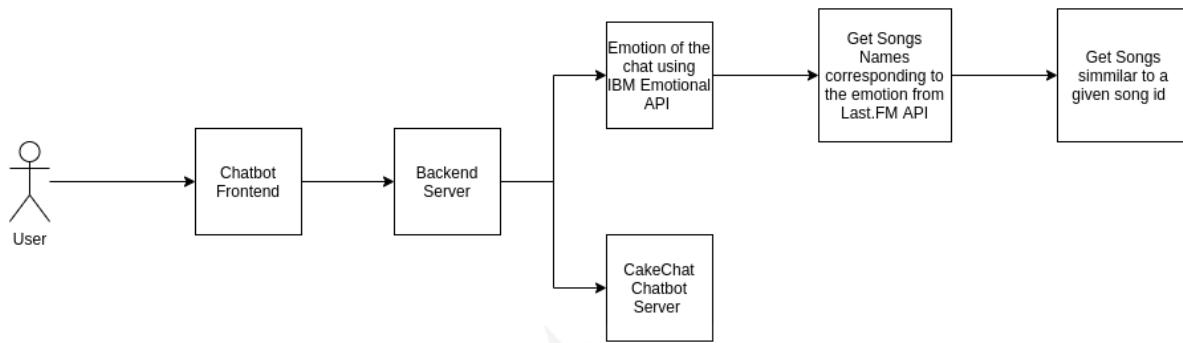 User
Chatbot
Frontend
Backend
Server
Emotion of the
chat using
IBM Emotional
API
Get Songs
Names
corresponding to
the emotion from
Last.FM API
Get Songs
simmilar to a
given song id
CakeChat
Chatbot
Server